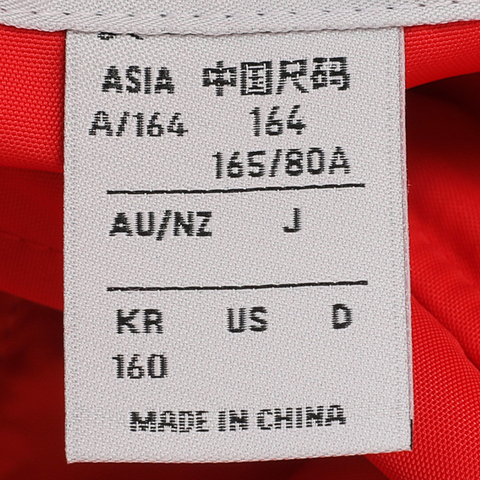 ASIA 中国尺码
A/164 164
165/80A
AU/NZ J
KR US D
160
MADE IN CHINA